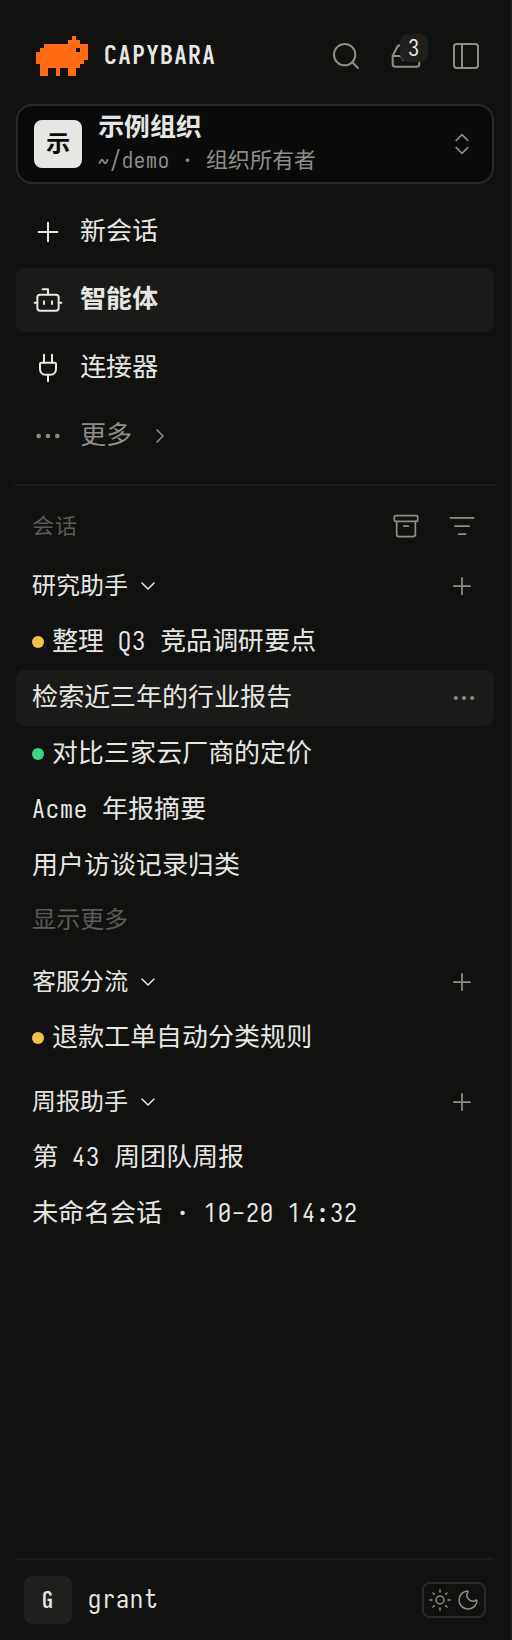 CAPYBARA
3
示
示例组织
~/demo · 组织所有者
新会话
智能体
连接器
更多
会话
研究助手
整理 Q3 竞品调研要点
检索近三年的行业报告
对比三家云厂商的定价
Acme 年报摘要
用户访谈记录归类
显示更多
客服分流
退款工单自动分类规则
周报助手
第 43 周团队周报
未命名会话 · 10-20 14:32
G
grant